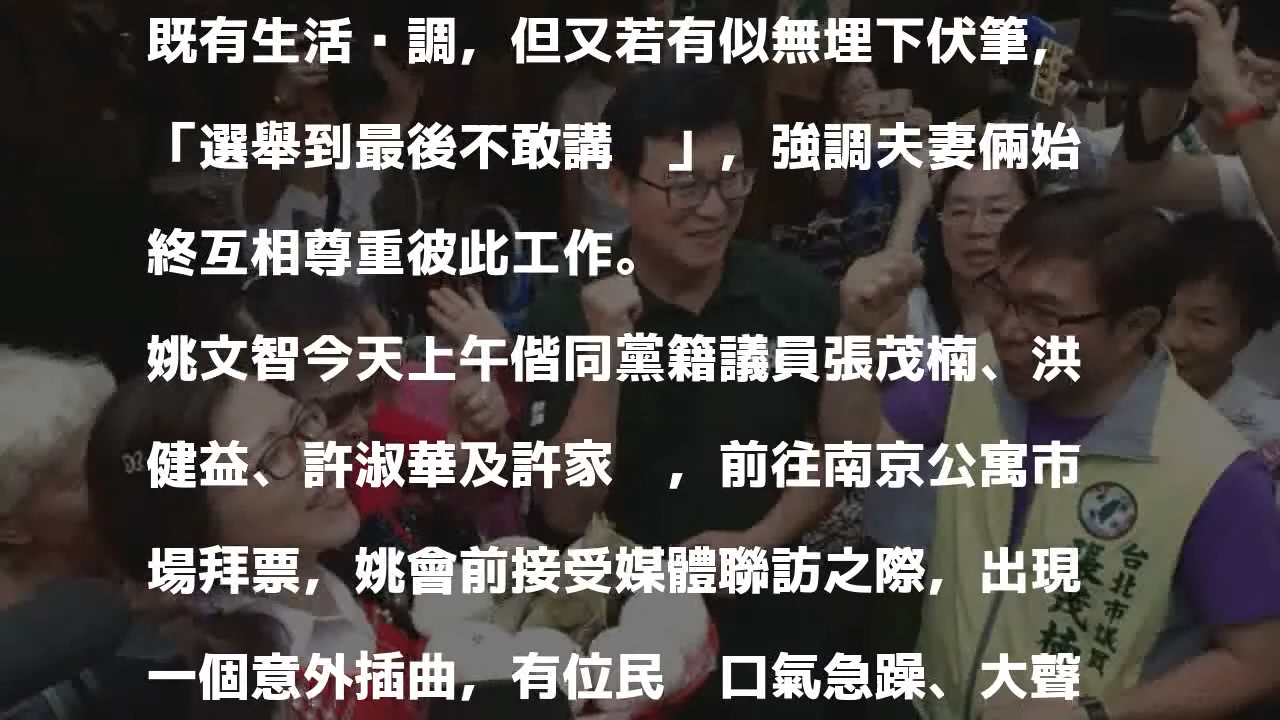 既有生活·調，但又若有似無埋下伏筆，
「選舉到最後不敢講　」，強調夫妻倆始
終互相尊重彼此工作。
姚文智今天上午偕同黨籍議員張茂楠、洪
健益、許淑華及許家　，前往南京公寓市
場拜票，姚會前接受媒體聯訪之際，出現
一個意外插曲，有位民　口氣急躁、大聲
台北市議員
張茂楠